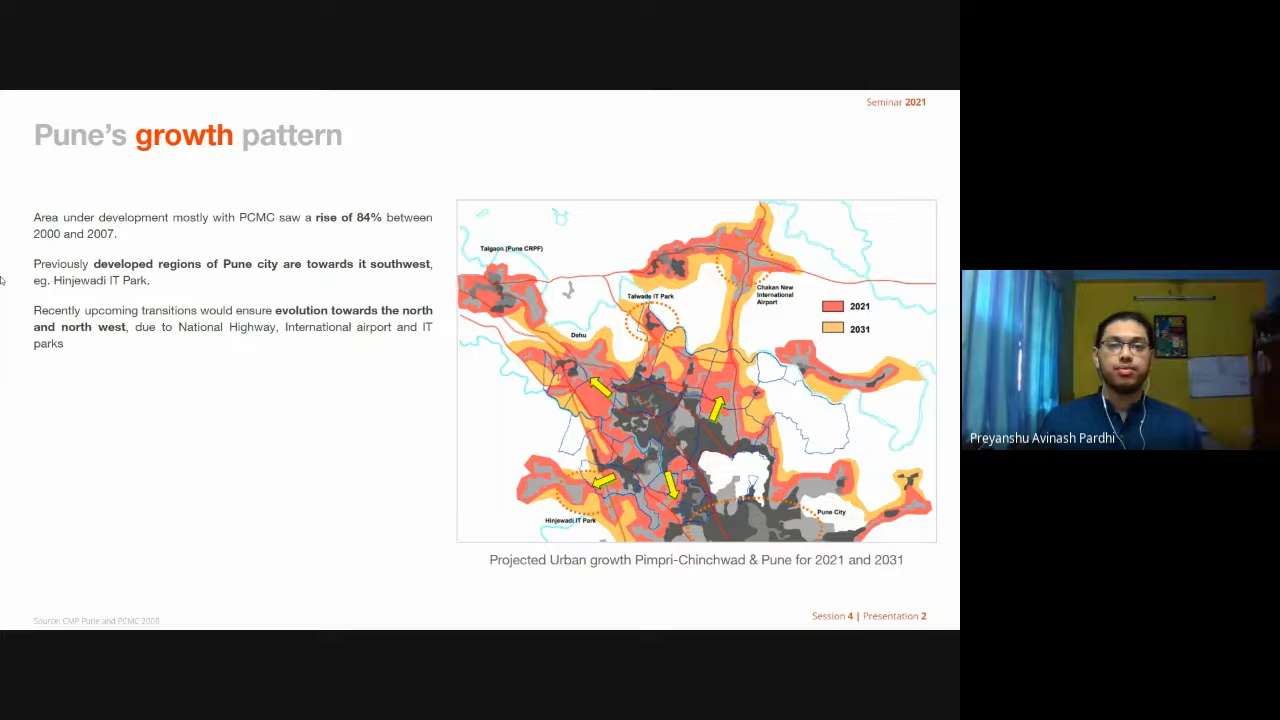 Seminar 2021
Pune's growth pattern
Area under development mostly with PCMC saw a rise of 84% between
2000 and 2007.
Previously developed regions of Pune city are towards it southwest,
eg. Hinjewadi IT Park.
Recently upcoming transitions would ensure evolution towards the north
and north west, due to National Highway, International airport and IT
parks
Talgaon (Pune CRPF)
Talwade IT Park
Chakan New
International
Airport
Dehu
2021
2031
Hinjewadi IT Park
Pune City
Projected Urban growth Pimpri-Chinchwad & Pune for 2021 and 2031
Source: CMP Pune and PCMC 2008
Session 4 | Presentation 2
Preyanshu Avinash Pardhi